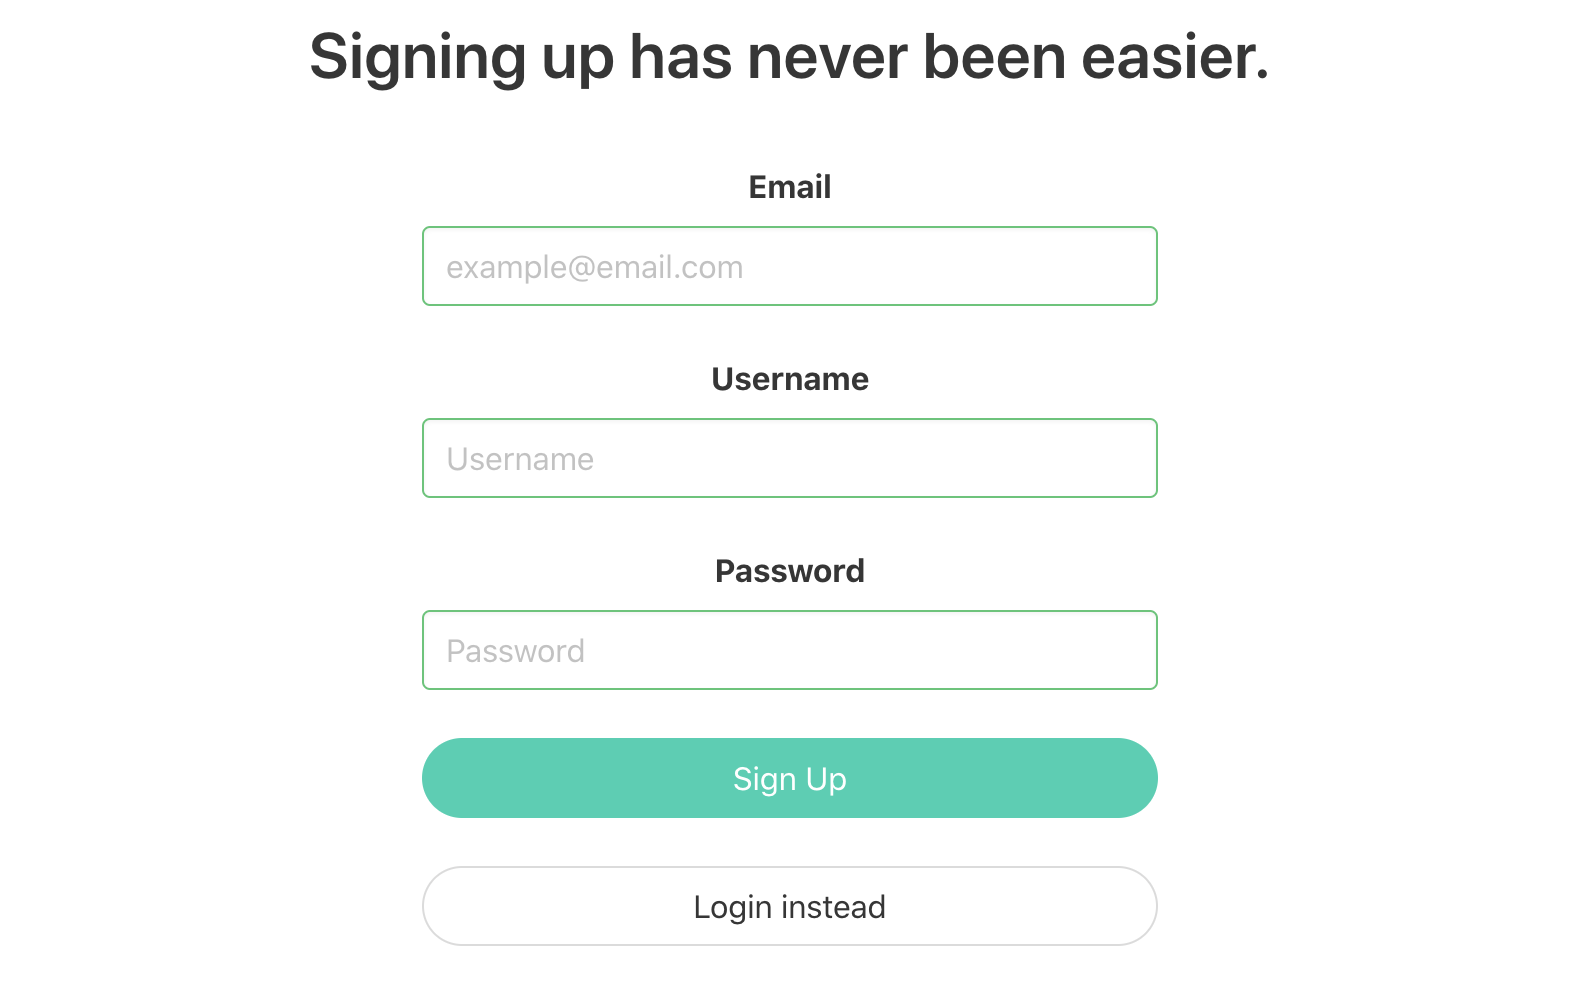 Signing up has never been easier.
Email
example@email.com
Username
Username
Password
Password
Sign Up
Login instead